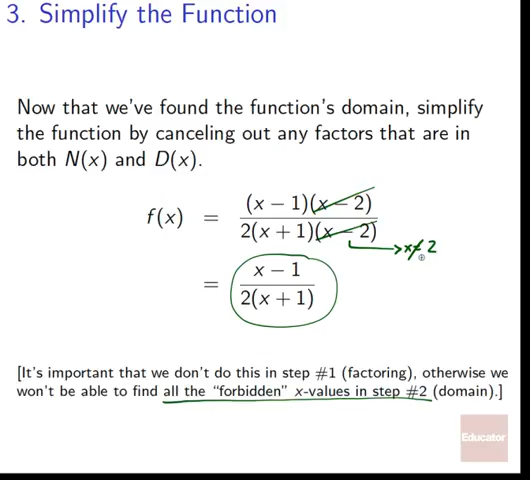 3. Simplify the Function
Now that we've found the function's domain, simplify
the function by canceling out any factors that are in
both N(x) and D(x).
f(x) = (x − 1)(x − 2)
2(x + 1)(x − 2)
x ≠ 2
= x − 1
2(x + 1)
[It's important that we don't do this in step #1 (factoring), otherwise we
won't be able to find all the “forbidden” x-values in step #2 (domain).]
Educator